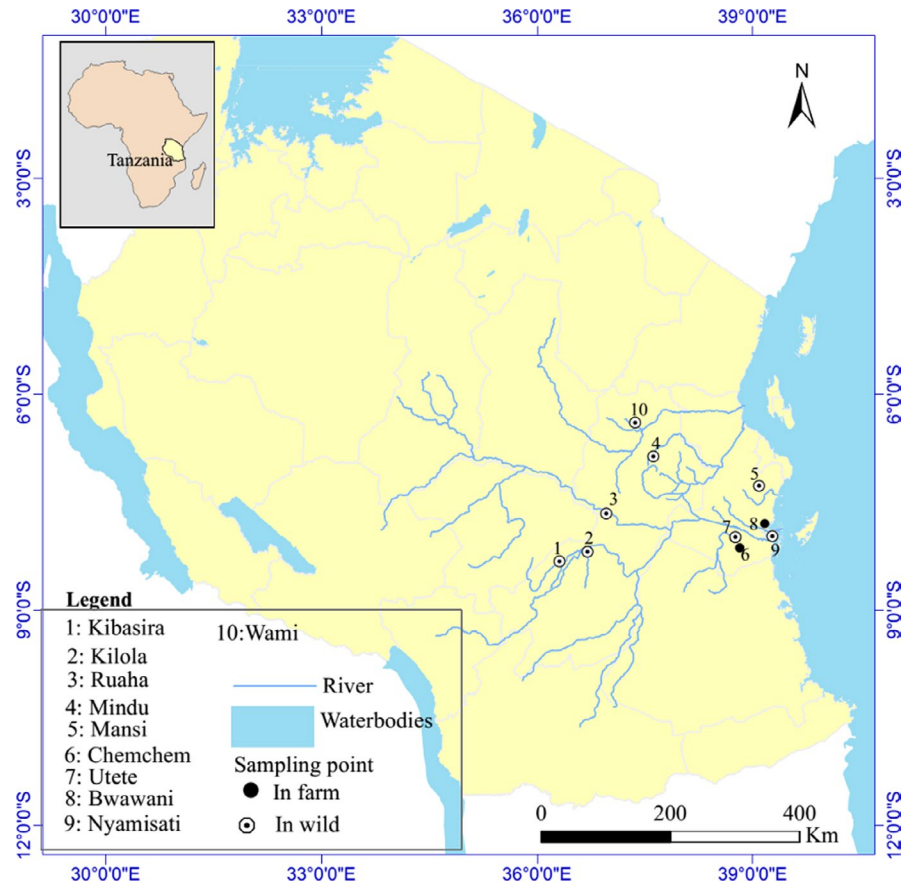 30°0'0"E 33°0'0"E 36°0'0"E 39°0'0"E
Tanzania
N
3°0'0"S 3°0'0"S
6°0'0"S 6°0'0"S
9°0'0"S 9°0'0"S
12°0'0"S 12°0'0"S
10
4
5
3
8
7
9
6
2
1
Legend
1: Kibasira
2: Kilola
3: Ruaha
4: Mindu
5: Mansi
6: Chemchem
7: Utete
8: Bwawani
9: Nyamisati
10:Wami
River
Waterbodies
Sampling point
In farm
In wild
0 200 400
Km
30°0'0"E 33°0'0"E 36°0'0"E 39°0'0"E